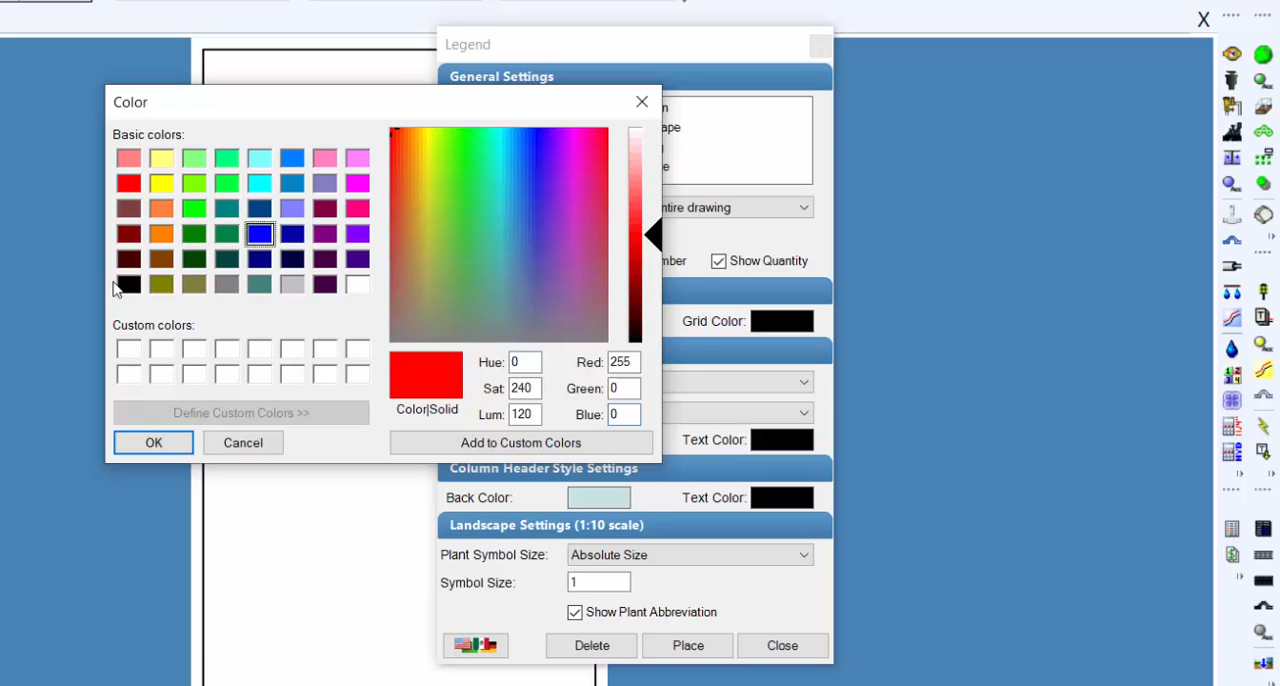 X
Legend
General Settings
Color
Basic colors:
Custom colors:
Define Custom Colors >>
OK
Cancel
Hue: 0
Sat: 240
Lum: 120
Red: 255
Green: 0
Blue: 0
Color|Solid
Add to Custom Colors
n
ape
e
ntire drawing
mber
Show Quantity
Grid Color:
Text Color:
Column Header Style Settings
Back Color:
Text Color:
Landscape Settings (1:10 scale)
Plant Symbol Size: Absolute Size
Symbol Size: 1
Show Plant Abbreviation
Delete
Place
Close